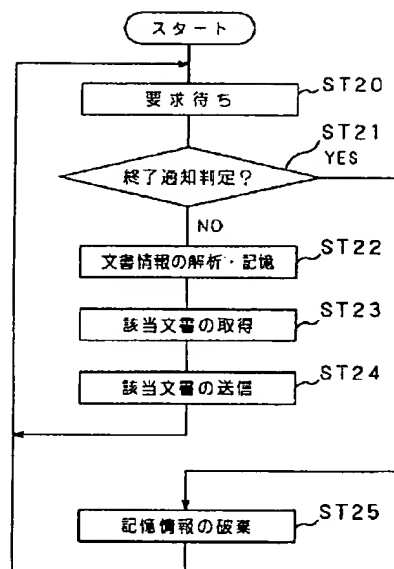 スタート
要求待ち
ST20
ST21
終了通知判定?
YES
NO
文書情報の解析・記憶
ST22
該当文書の取得
ST23
該当文書の送信
ST24
記憶情報の破棄
ST25